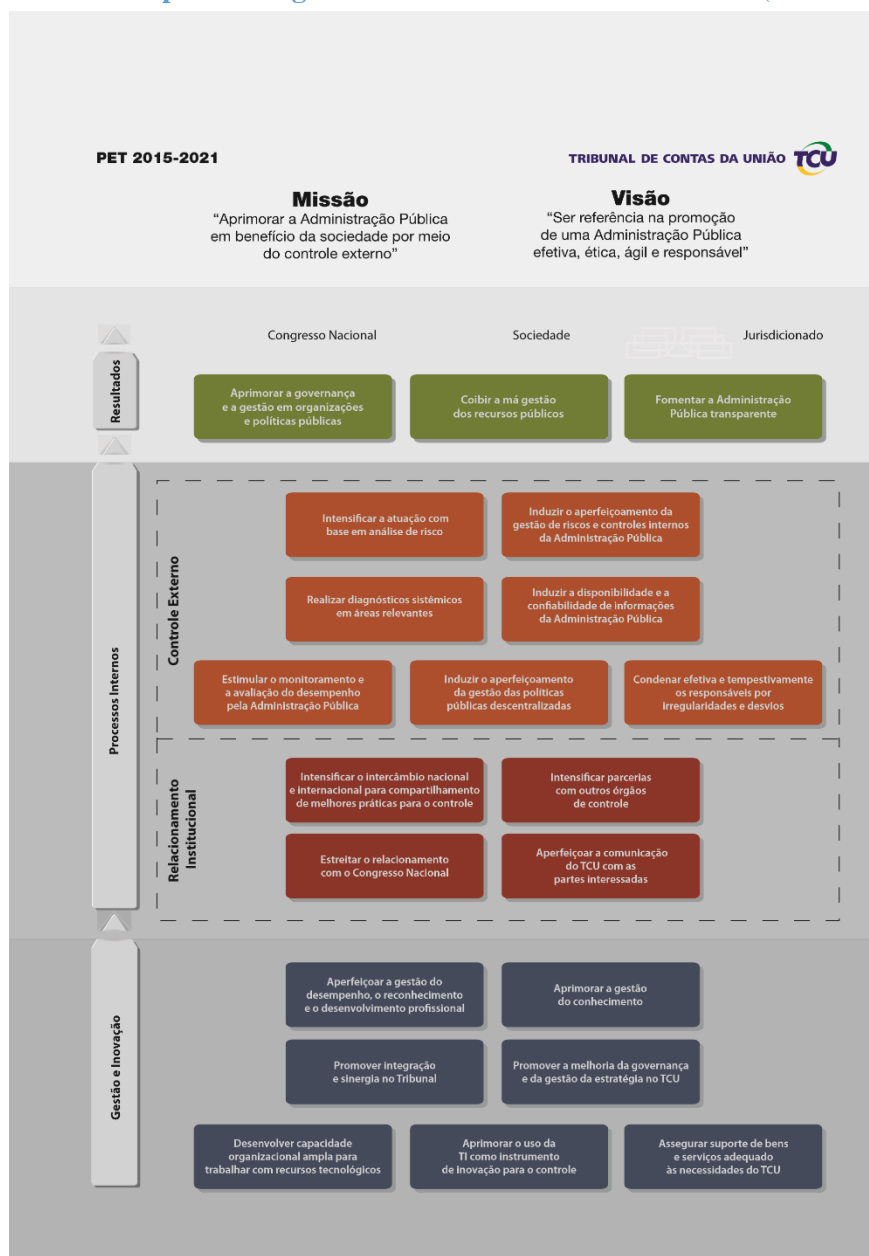 PET 2015-2021
TRIBUNAL DE CONTAS DA UNIÃO TCU
Missão
“Aprimorar a Administração Pública
em benefício da sociedade por meio
do controle externo”
Visão
“Ser referência na promoção
de uma Administração Pública
efetiva, ética, ágil e responsável”
Resultados
Congresso Nacional
Sociedade
Jurisdicionado
Aprimorar a governança
e a gestão em organizações
e políticas públicas
Coibir a má gestão
dos recursos públicos
Fomentar a Administração
Pública transparente
Processos Internos
Controle Externo
Intensificar a atuação com
base em análise de risco
Induzir o aperfeiçoamento da
gestão de riscos e controles internos
da Administração Pública
Realizar diagnósticos sistêmicos
em áreas relevantes
Induzir a disponibilidade e a
confiabilidade de informações
da Administração Pública
Estimular o monitoramento e
a avaliação do desempenho
pela Administração Pública
Induzir o aperfeiçoamento
da gestão das políticas
públicas descentralizadas
Condenar efetiva e tempestivamente
os responsáveis por
irregularidades e desvios
Relacionamento
Institucional
Intensificar o intercâmbio nacional
e internacional para compartilhamento
de melhores práticas para o controle
Intensificar parcerias
com outros órgãos
de controle
Estreitar o relacionamento
com o Congresso Nacional
Aperfeiçoar a comunicação
do TCU com as
partes interessadas
Gestão e Inovação
Aperfeiçoar a gestão do
desempenho, o reconhecimento
e o desenvolvimento profissional
Aprimorar a gestão
do conhecimento
Promover integração
e sinergia no Tribunal
Promover a melhoria da governança
e da gestão da estratégia no TCU
Desenvolver capacidade
organizacional ampla para
trabalhar com recursos tecnológicos
Aprimorar o uso da
TI como instrumento
de inovação para o controle
Assegurar suporte de bens
e serviços adequado
às necessidades do TCU